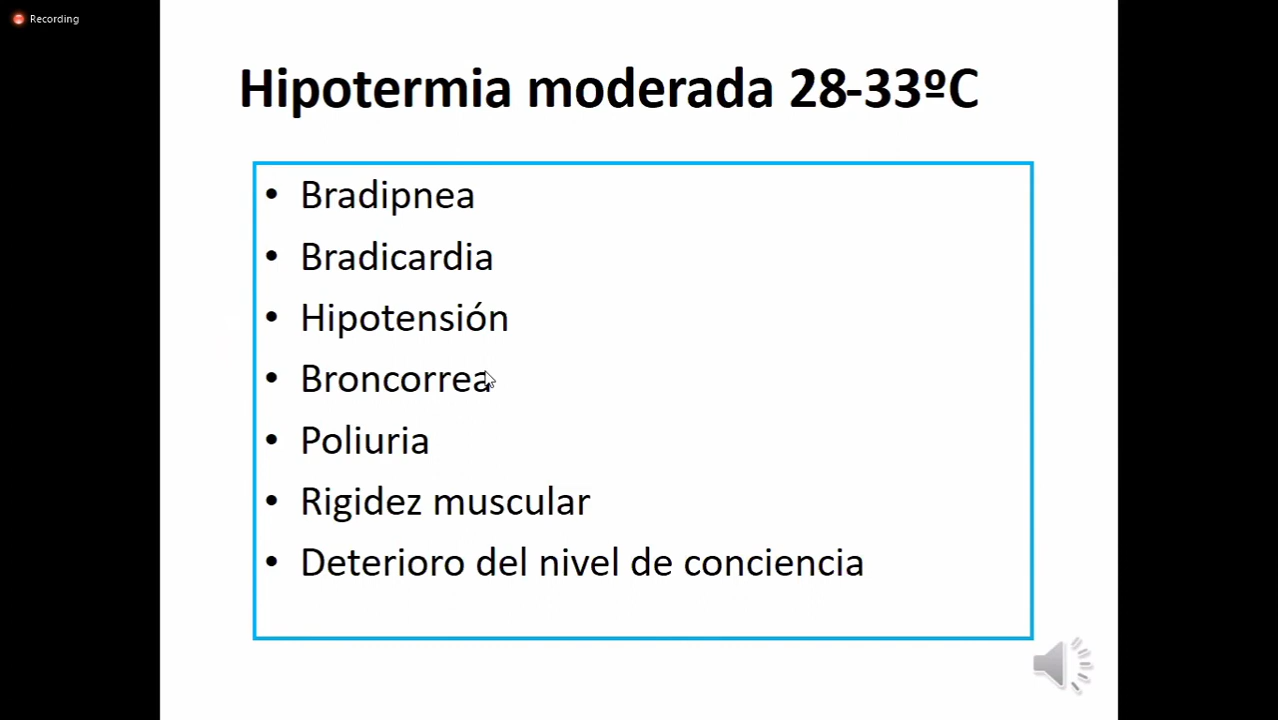 Recording
Hipotermia moderada 28-33ºC
• Bradipnea
• Bradicardia
• Hipotensión
• Broncorrea
• Poliuria
• Rigidez muscular
• Deterioro del nivel de conciencia